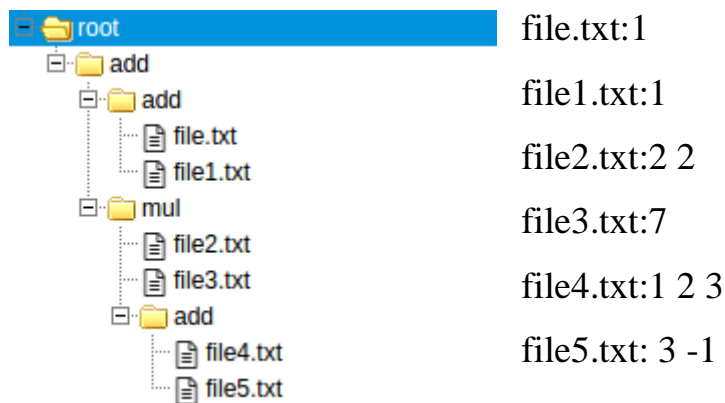 root
add
add
file.txt
file1.txt
mul
file2.txt
file3.txt
add
file4.txt
file5.txt
file.txt:1
file1.txt:1
file2.txt:2 2
file3.txt:7
file4.txt:1 2 3
file5.txt: 3 -1